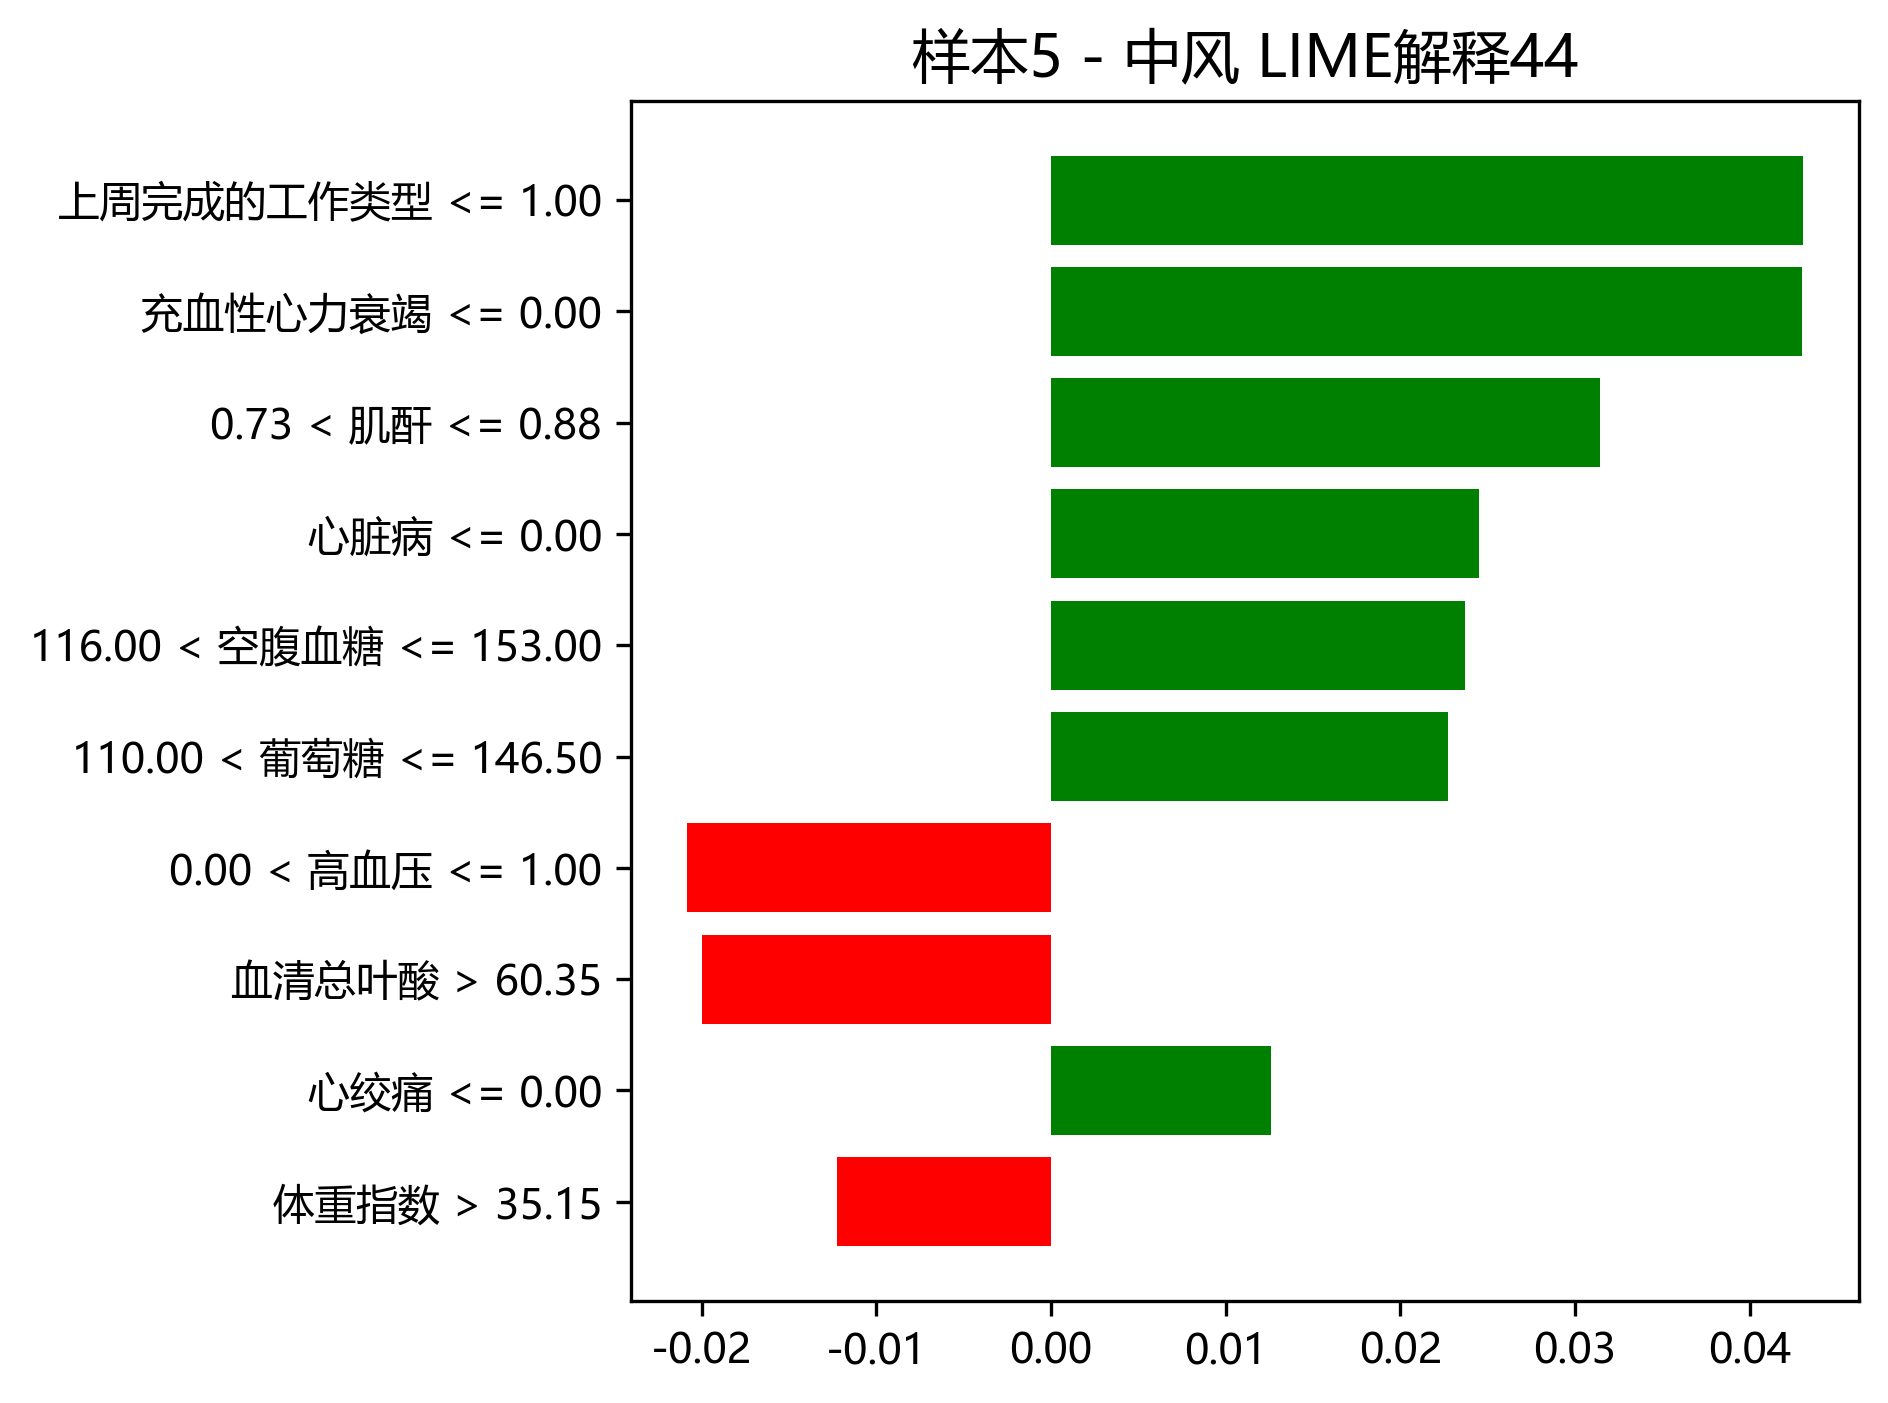 样本5 - 中风 LIME解释44
上周完成的工作类型 <= 1.00
充血性心力衰竭 <= 0.00
0.73 < 肌酐 <= 0.88
心脏病 <= 0.00
116.00 < 空腹血糖 <= 153.00
110.00 < 葡萄糖 <= 146.50
0.00 < 高血压 <= 1.00
血清总叶酸 > 60.35
心绞痛 <= 0.00
体重指数 > 35.15
-0.02 -0.01 0.00 0.01 0.02 0.03 0.04